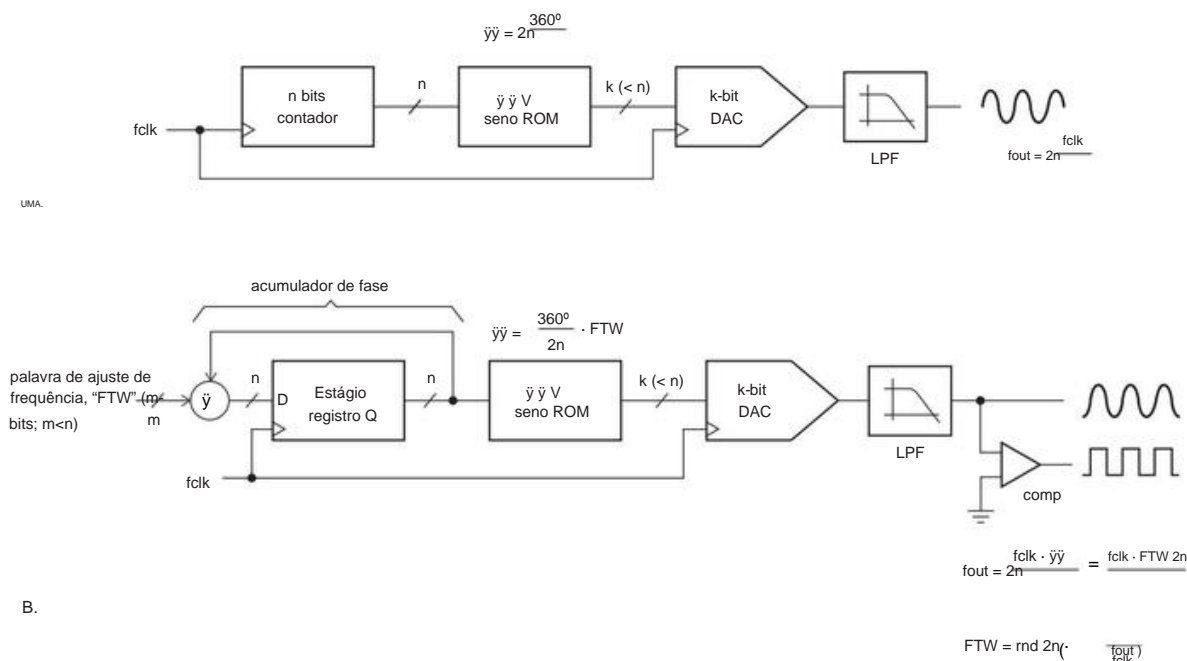 360º
ÿÿ = 2n
n bits
contador
n
ÿ ÿ V
seno ROM
k (< n)
k-bit
DAC
fclk
LPF
fclk
fout = 2n
UMA.
acumulador de fase
ÿÿ = 360º · FTW
2n
palavra de ajuste de
frequência, “FTW” (m-
m
bits; m<n)
ÿ
n
D
Estágio
registro Q
n
ÿ ÿ V
seno ROM
k (< n)
k-bit
DAC
LPF
fclk
comp
fclk · ÿÿ = fclk · FTW 2n
fout = 2n
B.
FTW = rnd 2n(· fout )
fclk